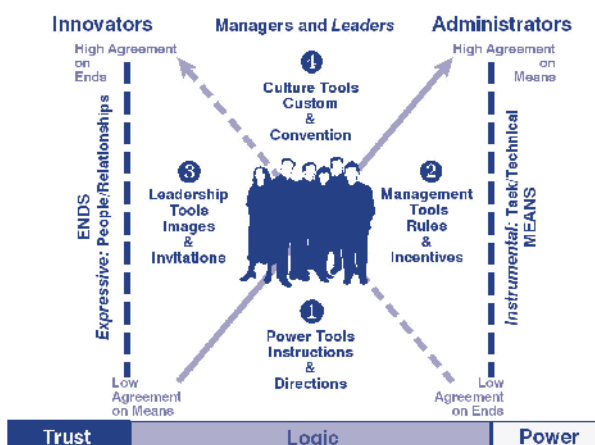 Innovators
Managers and Leaders
Administrators
High Agreement
on
Ends
High Agreement
on
Means
4
Culture Tools
Custom
&
Convention
ENDS
Expressive: People/Relationships
3
Leadership
Tools
Images
&
Invitations
2
Management
Tools
Rules
&
Incentives
Instrumental: Task/Technical
MEANS
1
Power Tools
Instructions
&
Directions
Low
Agreement
on Means
Low
Agreement
on Ends
Trust
Logic
Power